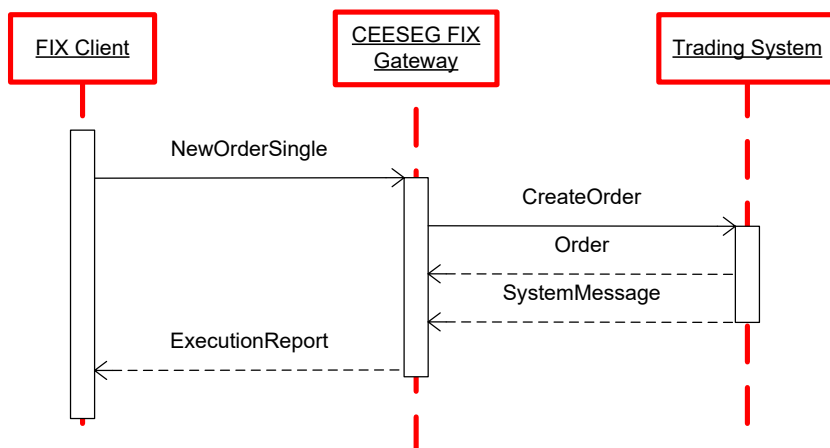 FIX Client
CEESEG FIX
Gateway
Trading System
NewOrderSingle
CreateOrder
Order
SystemMessage
ExecutionReport